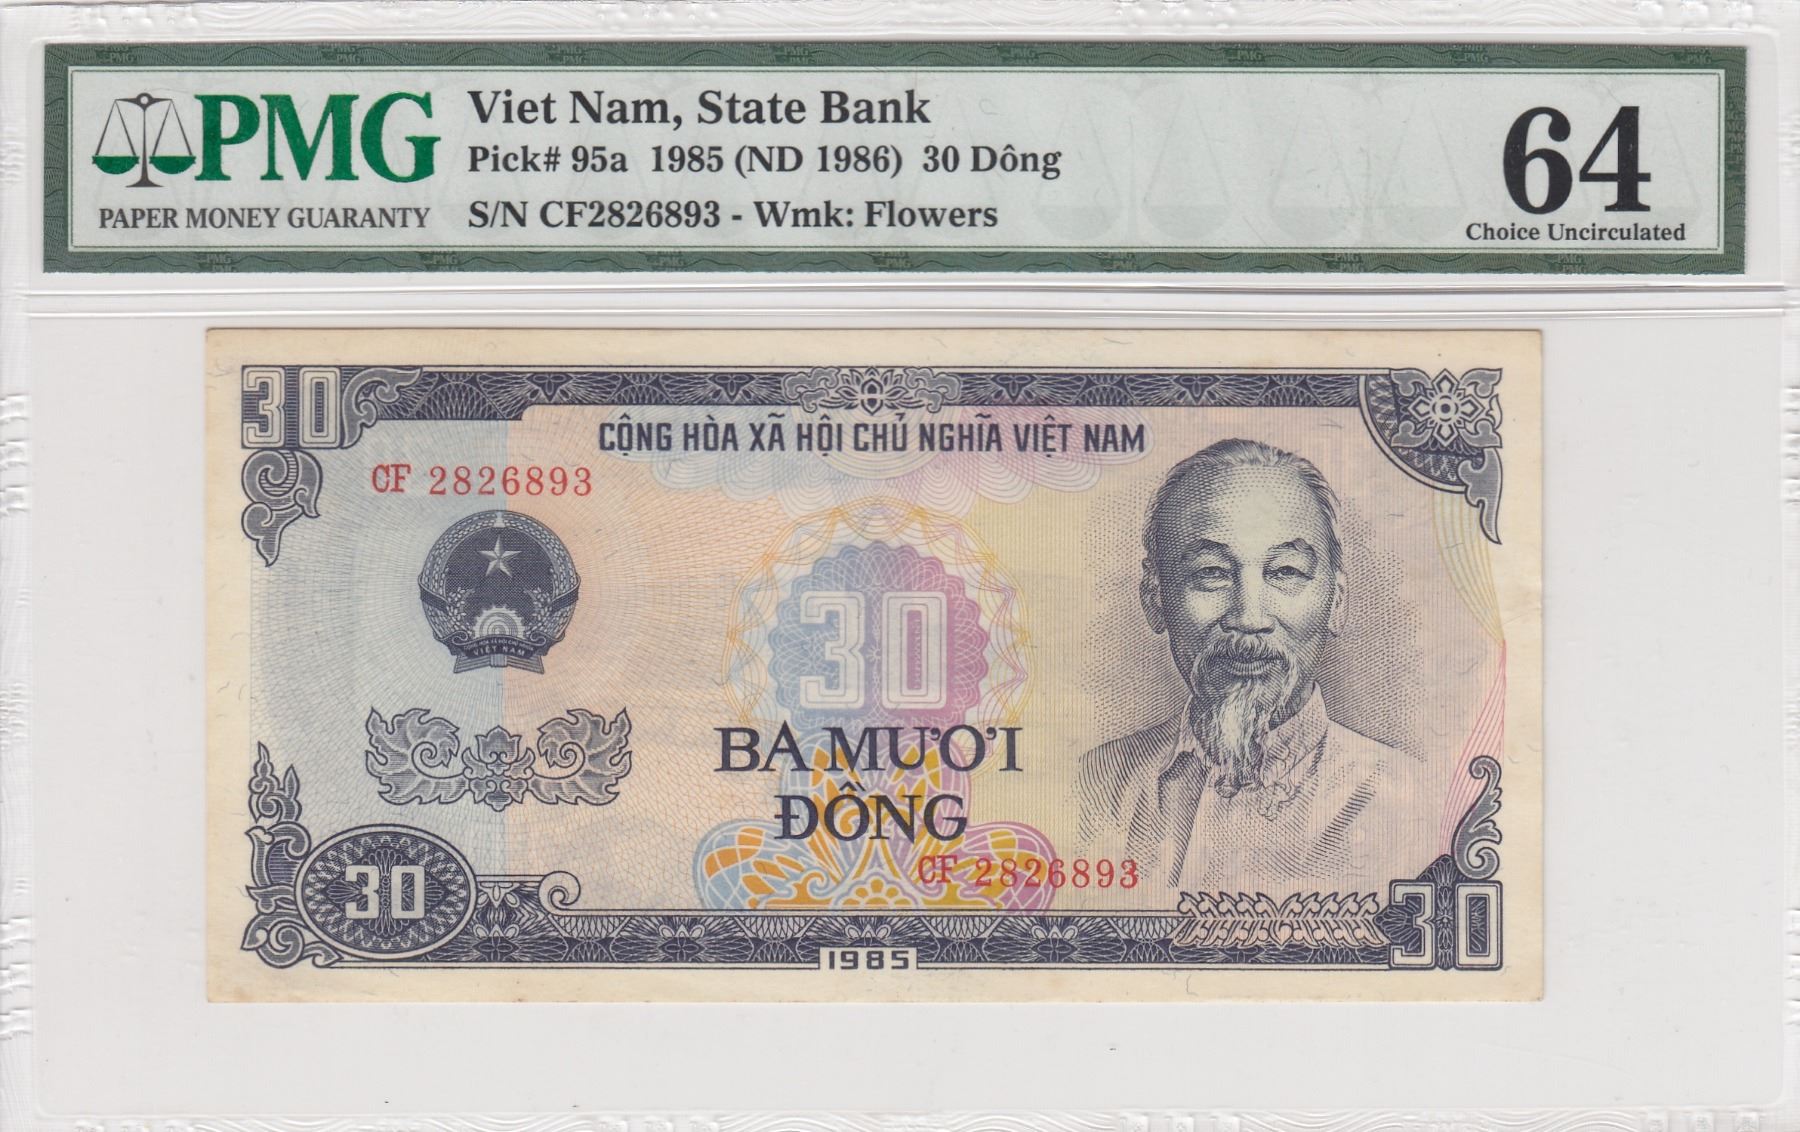 PMG
PAPER MONEY GUARANTY
Viet Nam, State Bank
Pick# 95a 1985 (ND 1986) 30 Dông
S/N CF2826893 - Wmk: Flowers
64
Choice Uncirculated
30
CỘNG HÒA XÃ HỘI CHỦ NGHĨA VIỆT NAM
CF 2826893
VIỆT NAM
30
BA MƯƠI
ĐỒNG
CF 2826893
30
30
1985